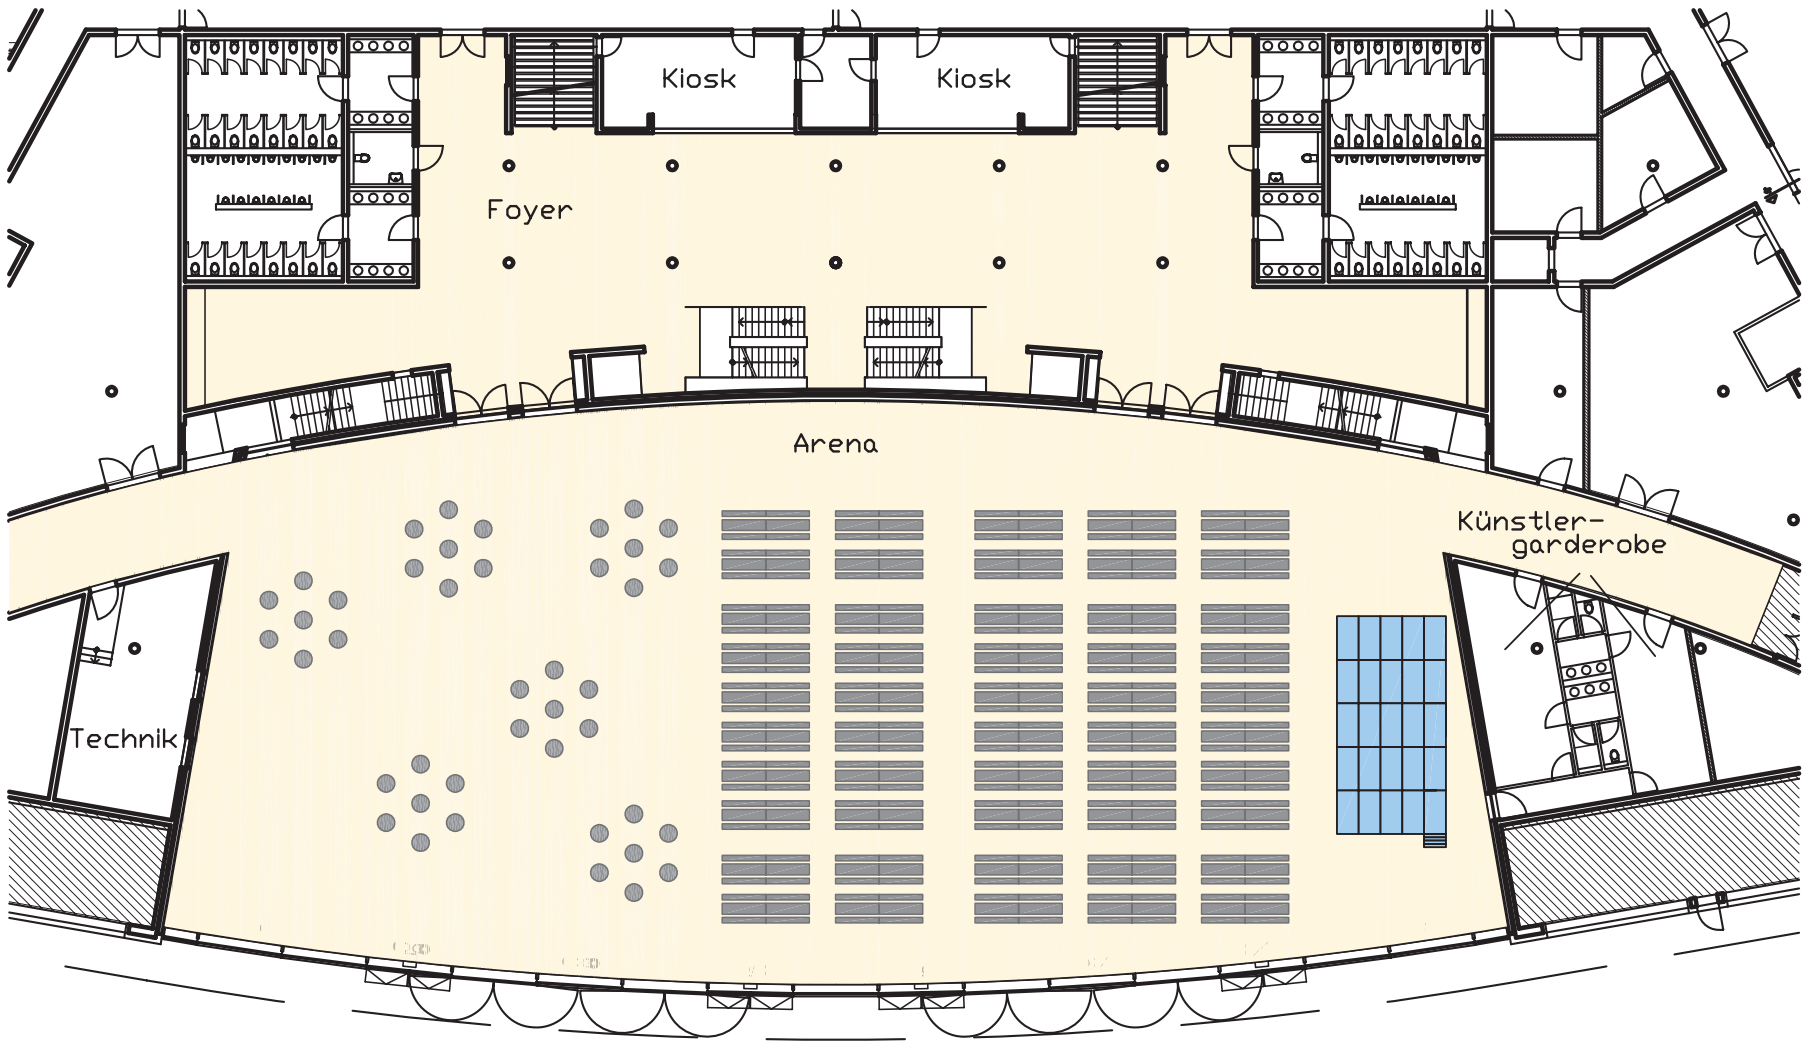 Kiosk
Kiosk
Foyer
Arena
Künstler-
garderobe
Technik